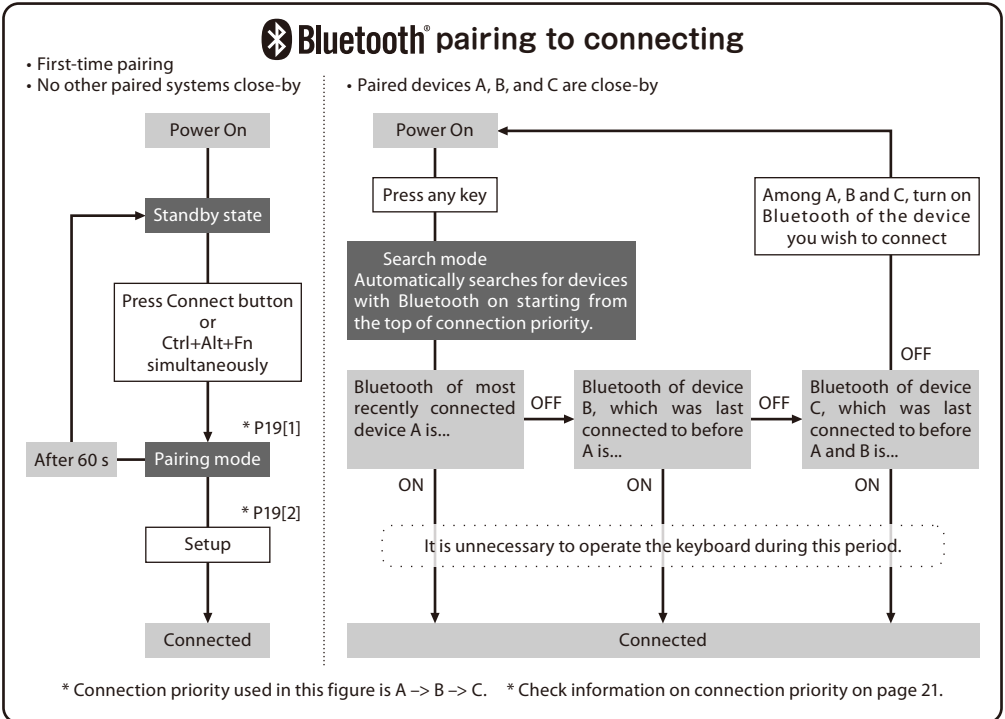 Bluetooth® pairing to connecting
• First-time pairing
• No other paired systems close-by
Power On
Standby state
Press Connect button
or
Ctrl+Alt+Fn
simultaneously
* P19[1]
After 60 s
Pairing mode
* P19[2]
Setup
Connected
• Paired devices A, B, and C are close-by
Power On
Press any key
Among A, B and C, turn on
Bluetooth of the device
you wish to connect
Search mode
Automatically searches for devices
with Bluetooth on starting from
the top of connection priority.
OFF
Bluetooth of most
recently connected
device A is...
OFF
Bluetooth of device
B, which was last
connected to before
A is...
OFF
Bluetooth of device
C, which was last
connected to before
A and B is...
ON
ON
ON
It is unnecessary to operate the keyboard during this period.
Connected
* Connection priority used in this figure is A –> B –> C. * Check information on connection priority on page 21.